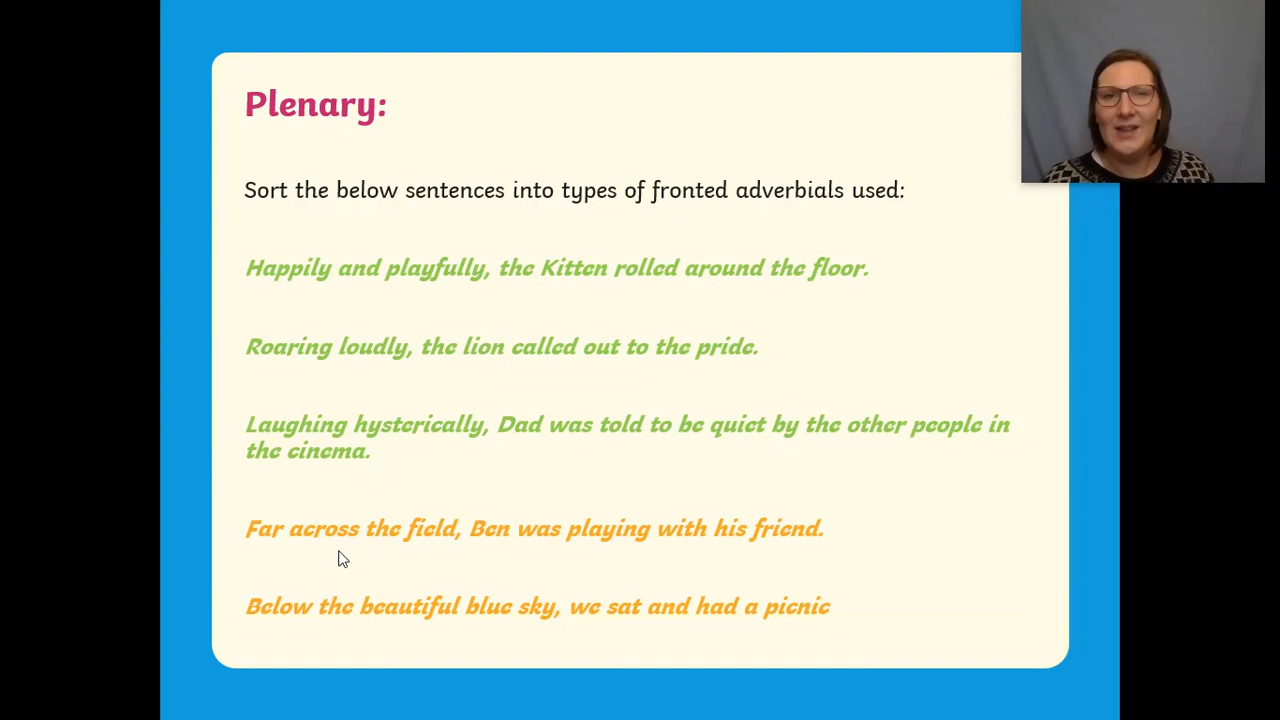 Plenary:
Sort the below sentences into types of fronted adverbials used:
Happily and playfully, the Kitten rolled around the floor.
Roaring loudly, the lion called out to the pride.
Laughing hysterically, Dad was told to be quiet by the other people in
the cinema.
Far across the field, Ben was playing with his friend.
Below the beautiful blue sky, we sat and had a picnic